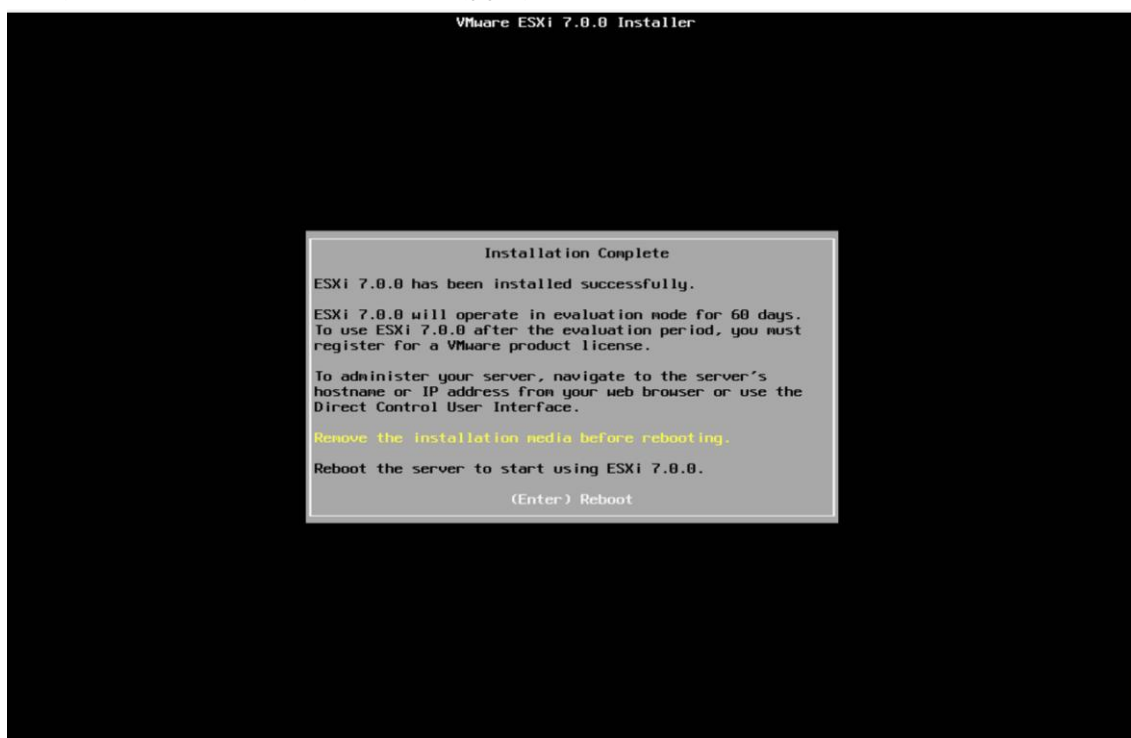 VMware ESXi 7.0.0 Installer
Installation Complete
ESXi 7.0.0 has been installed successfully.
ESXi 7.0.0 will operate in evaluation mode for 60 days.
To use ESXi 7.0.0 after the evaluation period, you must
register for a VMware product license.
To administer your server, navigate to the server's
hostname or IP address from your web browser or use the
Direct Control User Interface.
Remove the installation media before rebooting.
Reboot the server to start using ESXi 7.0.0.
(Enter) Reboot